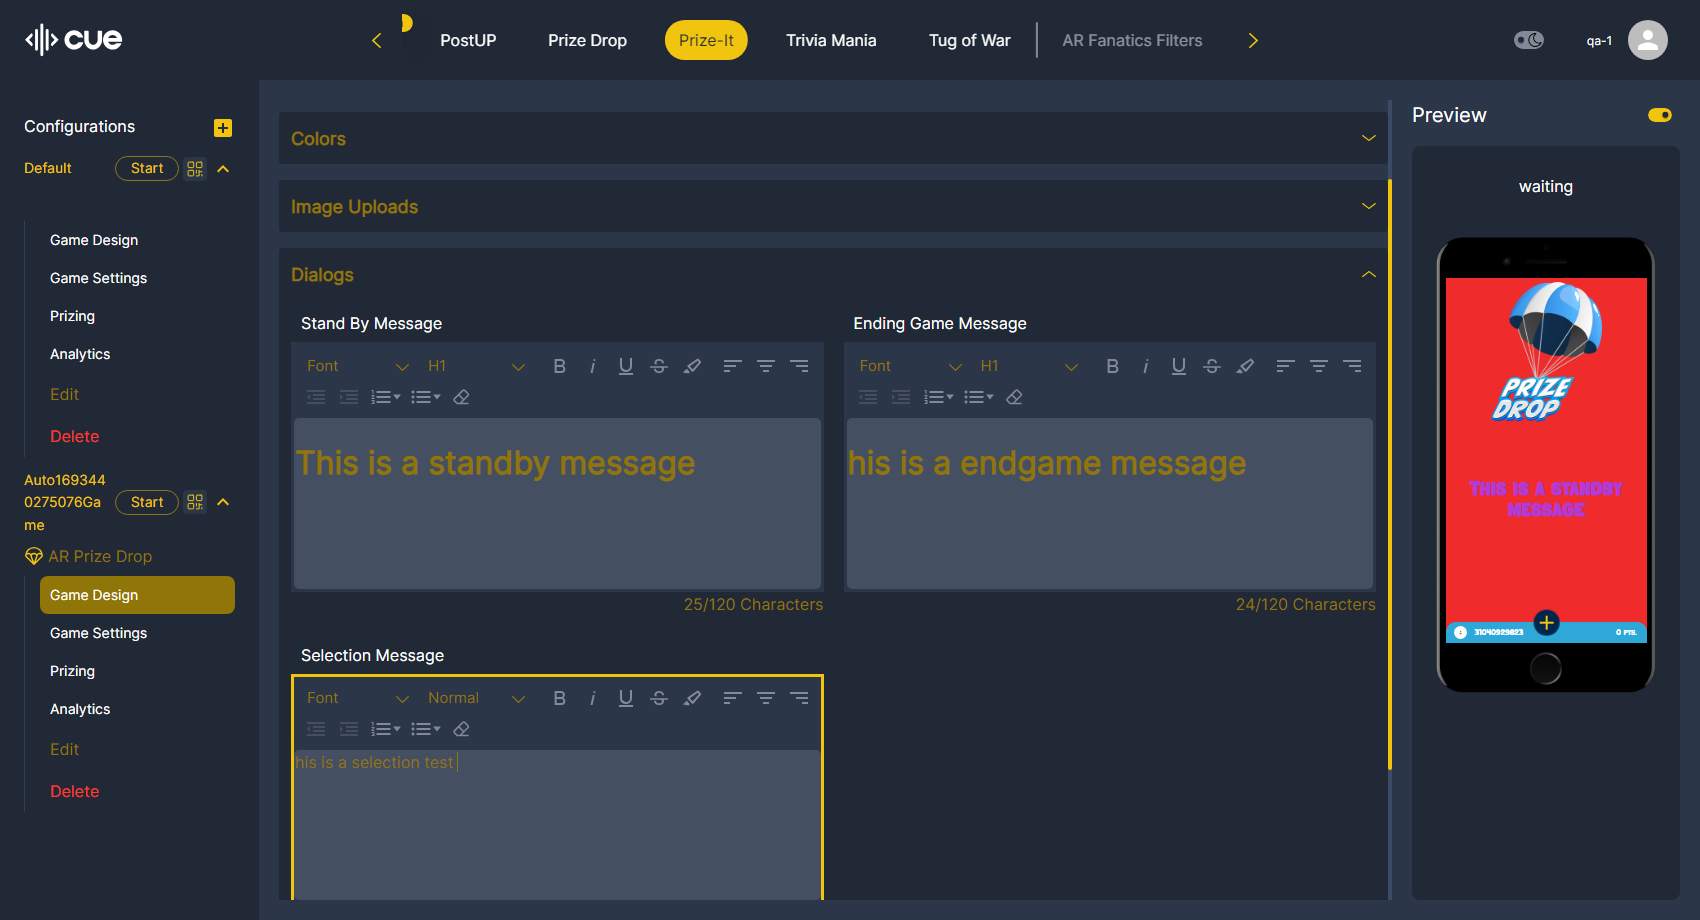 cue
PostUP
Prize Drop
Prize-It
Trivia Mania
Tug of War
AR Fanatics Filters
qa-1
Configurations
Default
Start
Game Design
Game Settings
Prizing
Analytics
Edit
Delete
Auto169344
0275076Ga
me
Start
AR Prize Drop
Game Design
Game Settings
Prizing
Analytics
Edit
Delete
Colors
Image Uploads
Dialogs
Stand By Message
Font
H1
This is a standby message
25/120 Characters
Ending Game Message
Font
H1
his is a endgame message
24/120 Characters
Selection Message
Font
Normal
his is a selection test
Preview
waiting
PRIZE
DROP
THIS IS A STANDBY
MESSAGE
31040929823
0 PTS.